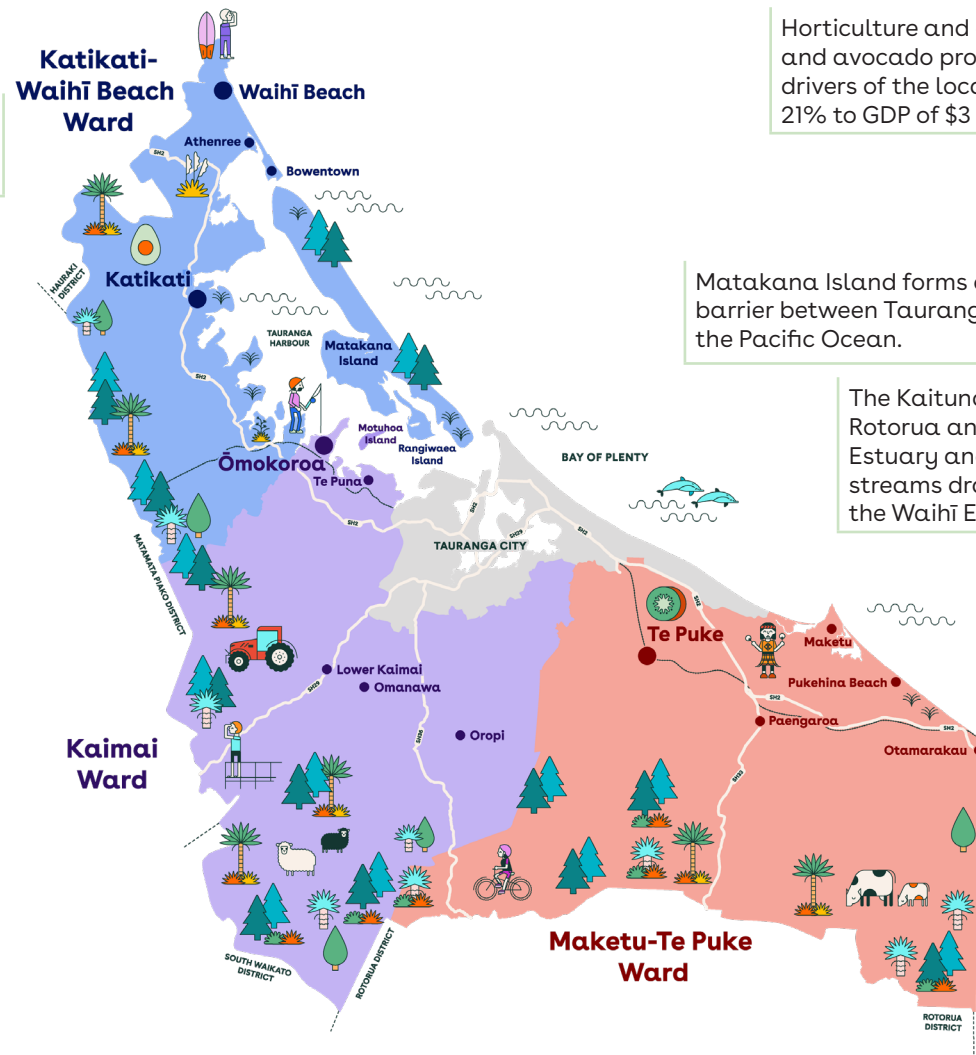 Katikati-
Waihī Beach
Ward
Waihī Beach
Athenree
SH2
Bowentown
Horticulture and
and avocado pro
drivers of the loca
21% to GDP of $3
HAURAKI
DISTRICT
Katikati
TAURANGA
HARBOUR
Matakana
Island
SH2
Matakana Island forms a
barrier between Taurang
the Pacific Ocean.
The Kaituna
Rotorua an
Estuary an
streams dra
the Waihī E
Motuhoa
Island
Rangiwaea
Island
Ōmokoroa
Te Puna
SH2
BAY OF PLENTY
SH2
SH29
SH2
TAURANGA CITY
MATAMATA PIAKO DISTRICT
Te Puke
SH2
Maketu
Lower Kaimai
Omanawa
SH29
Pukehina Beach
SH2
Paengaroa
SH2
Oropi
SH36
Otamarakau
Kaimai
Ward
SH33
Maketu-Te Puke
Ward
SOUTH WAIKATO
DISTRICT
ROTORUA DISTRICT
ROTORUA
DISTRICT